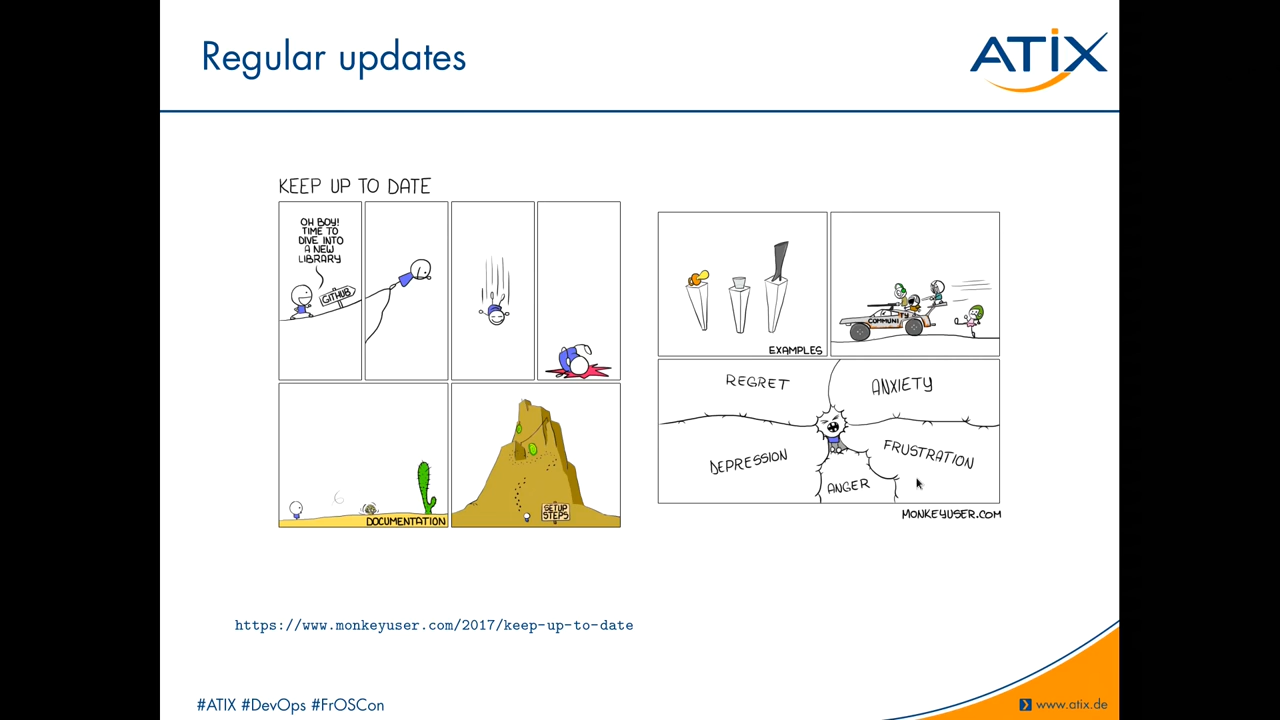 Regular updates
ATIX
KEEP UP TO DATE
OH BOY!
TIME TO
DIVE INTO
A NEW
LIBRARY
GITHUB
DOCUMENTATION
SETUP
STEPS
EXAMPLES
COMMUNITY
REGRET
ANXIETY
DEPRESSION
FRUSTRATION
ANGER
MONKEYUSER.COM
https://www.monkeyuser.com/2017/keep-up-to-date
#ATIX #DevOps #FrOSCon
www.atix.de